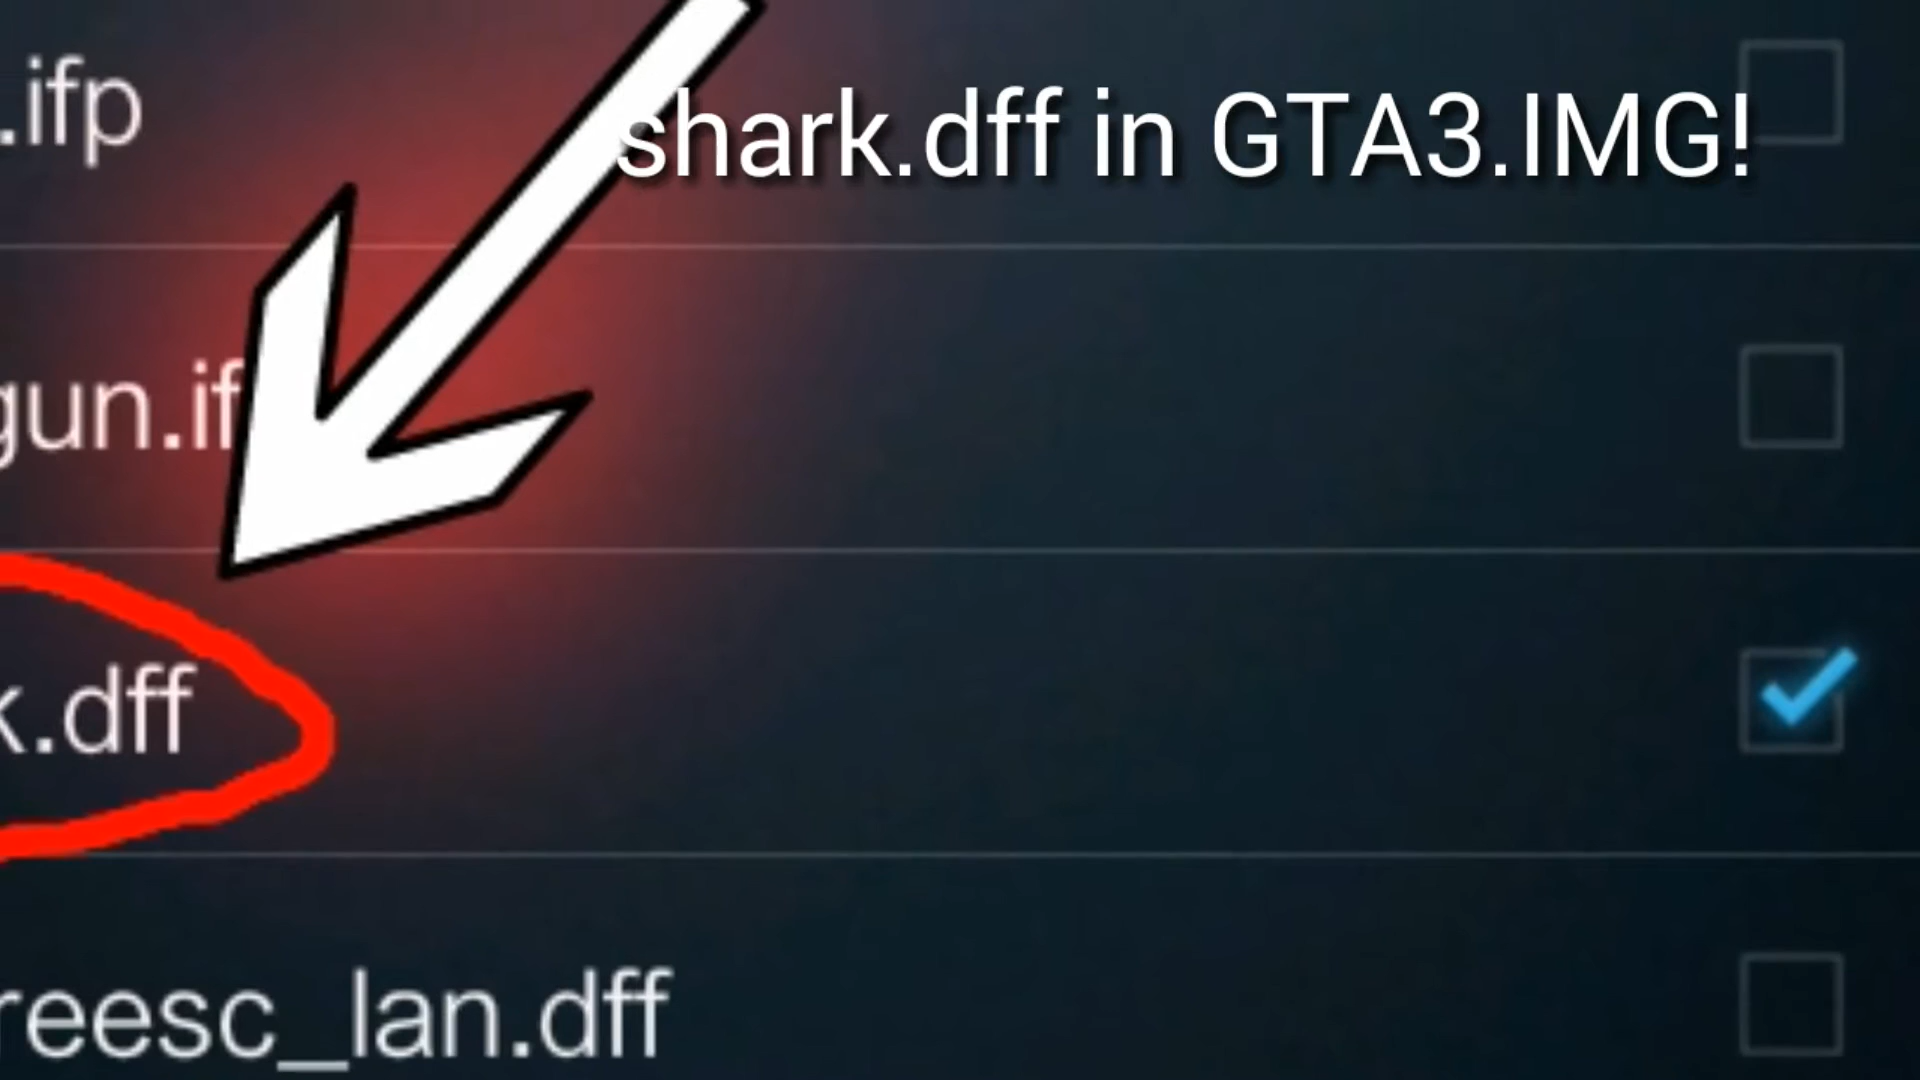 .ifp
shark.dff in GTA3.IMG!
gun.if
k.dff
reesc_lan.dff